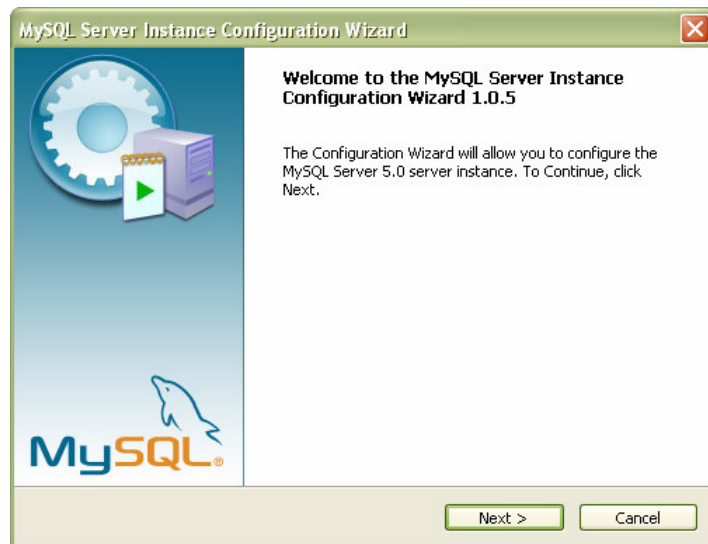 MySQL Server Instance Configuration Wizard
Welcome to the MySQL Server Instance
Configuration Wizard 1.0.5
The Configuration Wizard will allow you to configure the
MySQL Server 5.0 server instance. To Continue, click
Next.
MySQL®
Next >
Cancel